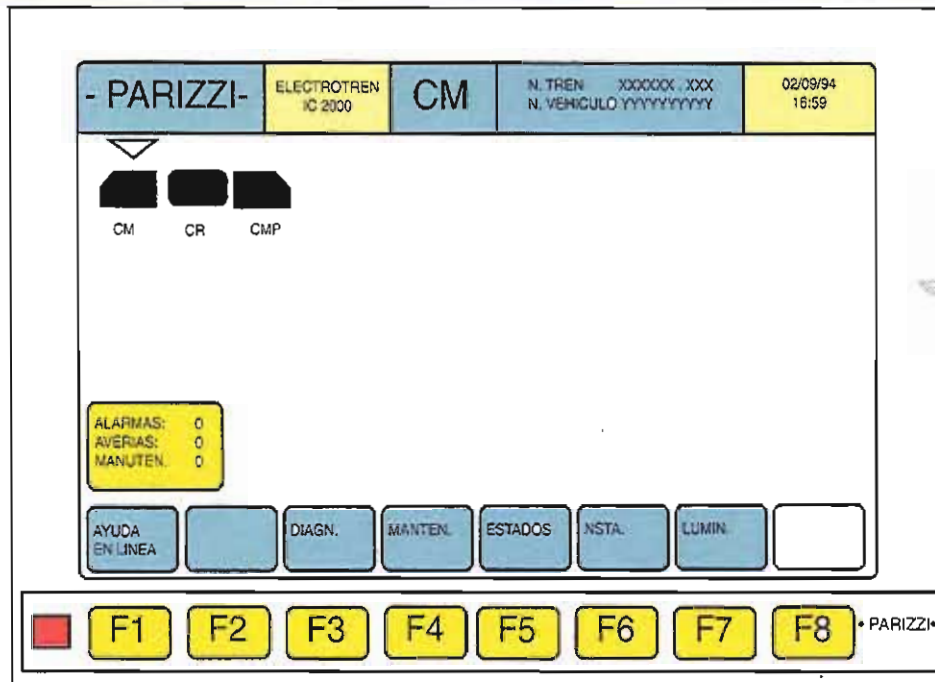 - PARIZZI-
ELECTROTREN
IC 2000
CM
N. TREN XXXXXX . XXX
N. VEHICULO YYYYYYYYYY
02/09/94
16:59
CM CR CMP
ALARMAS: 0
AVERIAS: 0
MANUTEN. 0
AYUDA
EN LINEA
DIAGN.
MANTEN.
ESTADOS
NSTA.
LUMIN.
F1 F2 F3 F4 F5 F6 F7 F8 • PARIZZI•